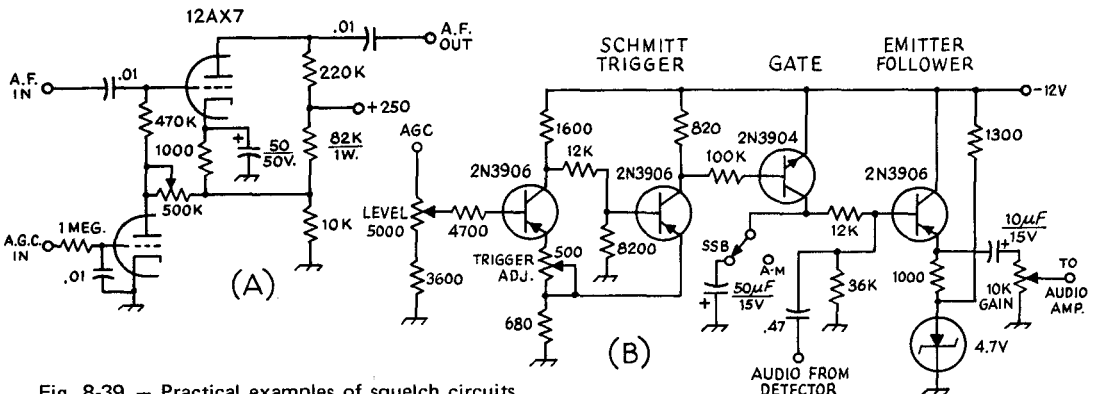 12AX7
A.F. IN
.01
.01
A.F. OUT
220K
470K
+250
1000
50
50V.
82K
1W.
500K
1 MEG.
A.G.C. IN
.01
10K
(A)
SCHMITT TRIGGER
GATE
EMITTER FOLLOWER
-12V
1600
820
1300
AGC
12K
100K
2N3904
2N3906
2N3906
2N3906
LEVEL 5000
4700
8200
12K
10µF
15V
500
TRIGGER ADJ.
SSB
A-M
3600
50µF
15V
36K
1000
10K GAIN
TO AUDIO AMP.
680
.47
4.7V
(B)
AUDIO FROM DETECTOR
Fig. 8-39 — Practical examples of squelch circuits